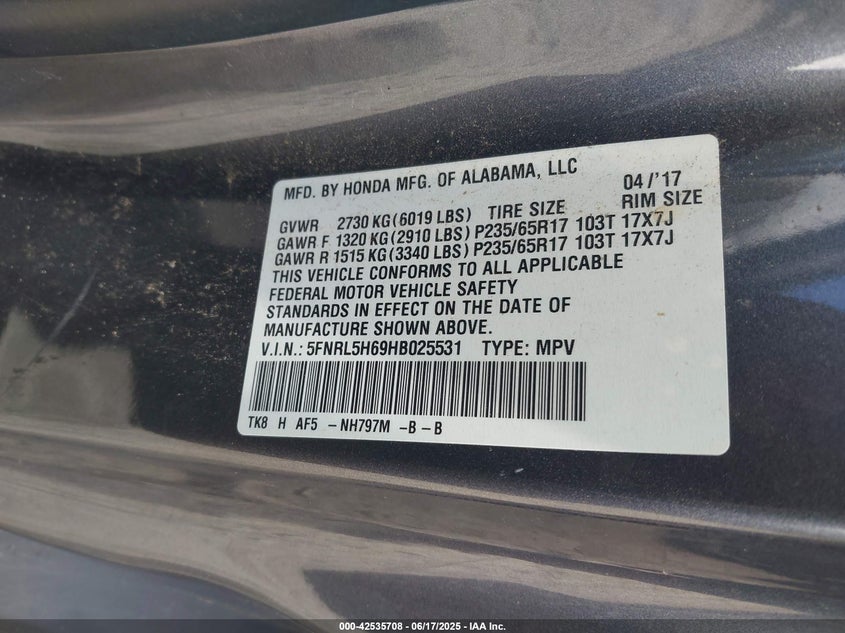 MFD. BY HONDA MFG. OF ALABAMA, LLC 04/'17
GVWR 2730 KG (6019 LBS) TIRE SIZE RIM SIZE
GAWR F 1320 KG (2910 LBS) P235/65R17 103T 17X7J
GAWR R 1515 KG (3340 LBS) P235/65R17 103T 17X7J
THIS VEHICLE CONFORMS TO ALL APPLICABLE
FEDERAL MOTOR VEHICLE SAFETY
STANDARDS IN EFFECT ON THE DATE OF
MANUFACTURE SHOWN ABOVE.
V.I.N.: 5FNRL5H69HB025531 TYPE: MPV
TK8 H AF5 -NH797M -B-B
000-42535708 - 06/17/2025 - IAA Inc.